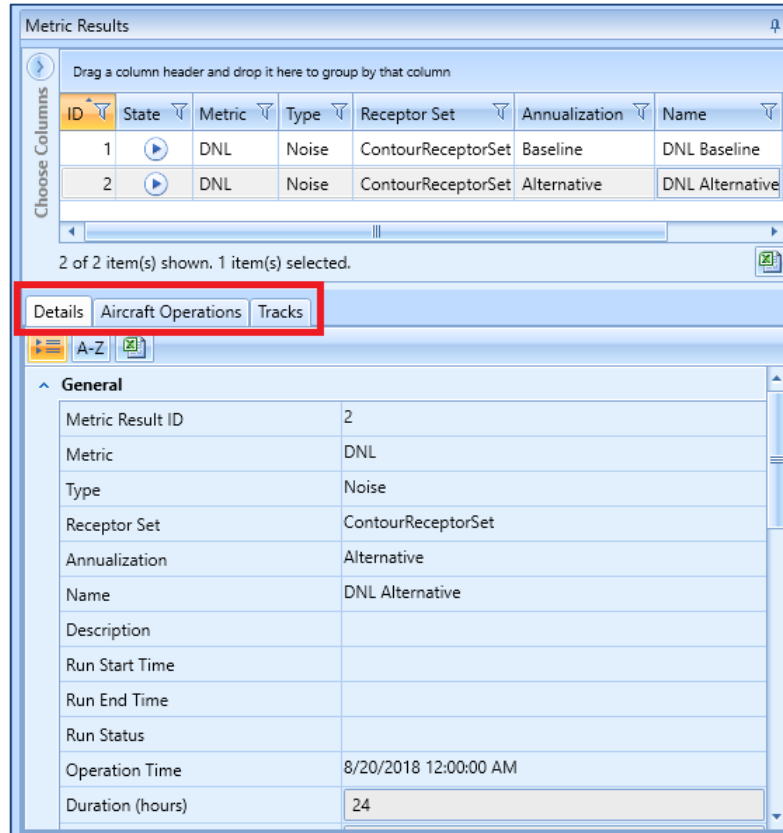 Metric Results
Drag a column header and drop it here to group by that column
Choose Columns
ID State Metric Type Receptor Set Annualization Name
1 DNL Noise ContourReceptorSet Baseline DNL Baseline
2 DNL Noise ContourReceptorSet Alternative DNL Alternative
2 of 2 item(s) shown. 1 item(s) selected.
Details Aircraft Operations Tracks
A-Z
General
Metric Result ID 2
Metric DNL
Type Noise
Receptor Set ContourReceptorSet
Annualization Alternative
Name DNL Alternative
Description
Run Start Time
Run End Time
Run Status
Operation Time 8/20/2018 12:00:00 AM
Duration (hours) 24